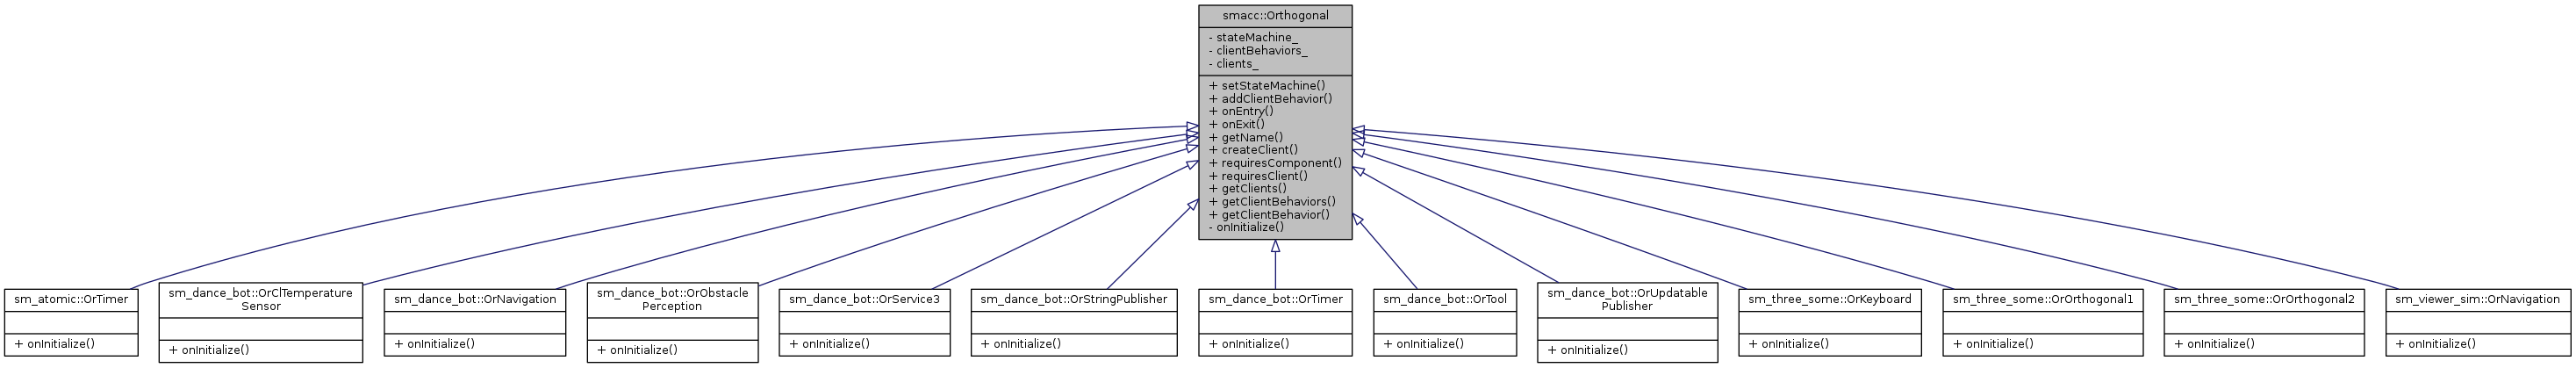 smacc::Orthogonal
- stateMachine_
- clientBehaviors_
- clients_
+ setStateMachine()
+ addClientBehavior()
+ onEntry()
+ onExit()
+ getName()
+ createClient()
+ requiresComponent()
+ requiresClient()
+ getClients()
+ getClientBehaviors()
+ getClientBehavior()
- onInitialize()
sm_atomic::OrTimer
+ onInitialize()
sm_dance_bot::OrClTemperature
Sensor
+ onInitialize()
sm_dance_bot::OrNavigation
+ onInitialize()
sm_dance_bot::OrObstacle
Perception
+ onInitialize()
sm_dance_bot::OrService3
+ onInitialize()
sm_dance_bot::OrStringPublisher
+ onInitialize()
sm_dance_bot::OrTimer
+ onInitialize()
sm_dance_bot::OrTool
+ onInitialize()
sm_dance_bot::OrUpdatable
Publisher
+ onInitialize()
sm_three_some::OrKeyboard
+ onInitialize()
sm_three_some::OrOrthogonal1
+ onInitialize()
sm_three_some::OrOrthogonal2
+ onInitialize()
sm_viewer_sim::OrNavigation
+ onInitialize()